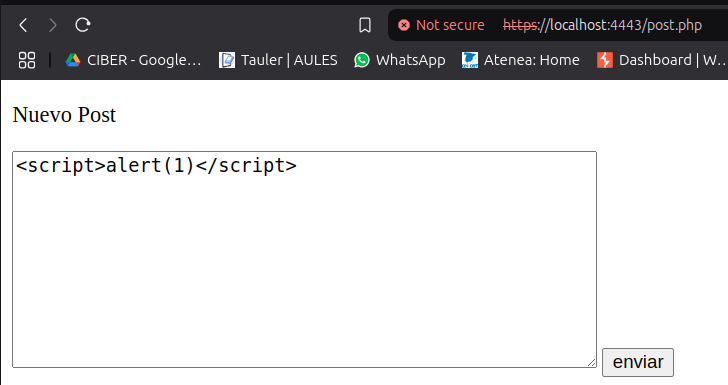 Not secure https://localhost:4443/post.php
CIBER - Google... Tauler | AULES WhatsApp Atenea: Home Dashboard | W...
Nuevo Post
<script>alert(1)</script>
enviar